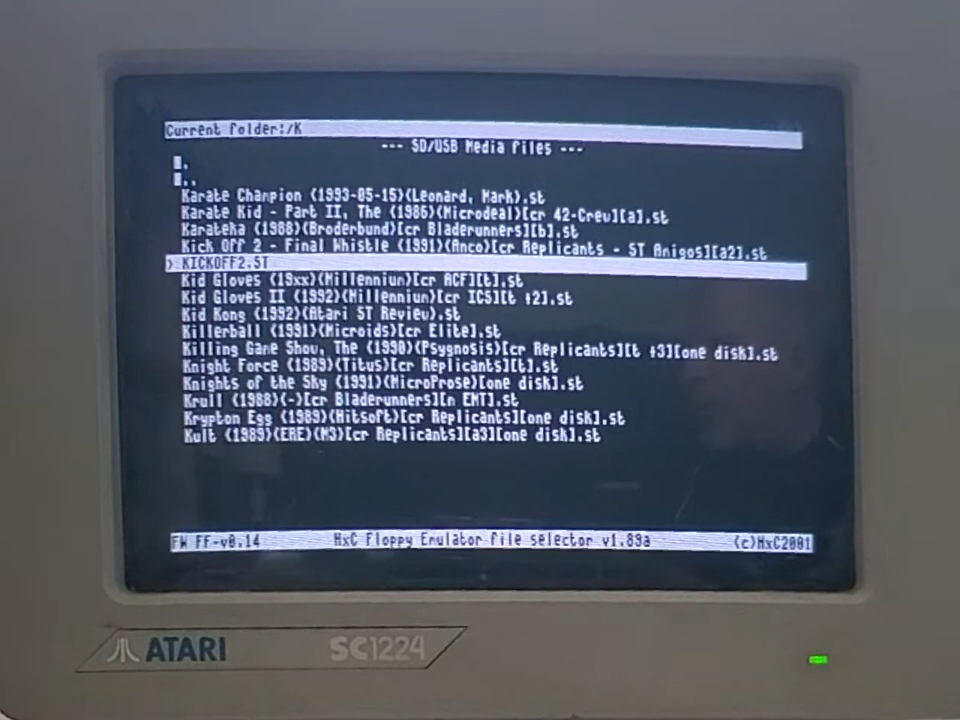 Current folder:/K
--- SD/USB Media files ---
.
..
Karate Champion (1993-05-15)(Leonard, Mark).st
Karate Kid - Part II, The (1985)(Microdeal)[cr 42-Crew][a].st
Karateka (1988)(Broderbund)[cr Bladerunners][b].st
Kick Off 2 - Final Whistle (1991)(Anco)[cr Replicants - ST Amigos][a2].st
> KICKOFF2.ST
Kid Gloves (19xx)(Millennium)[cr ACF][t].st
Kid Gloves II (1992)(Millennium)[cr ICS][t +2].st
Kid Kong (1992)(Atari ST Review).st
Killerball (1991)(Microids)[cr Elite].st
Killing Game Show, The (1990)(Psygnosis)[cr Replicants][t +3][one disk].st
Knight Force (1989)(Titus)[cr Replicants][t].st
Knights of the Sky (1991)(MicroProse)[one disk].st
Krull (1988)(-)[cr Bladerunners][m EMT].st
Krypton Egg (1989)(Hitsoft)[cr Replicants][one disk].st
Kult (1989)(ERE)(M3)[cr Replicants][a3][one disk].st
FW FF-v0.14 HxC Floppy Emulator file selector v1.89a (c)HxC2001
ATARI SC1224